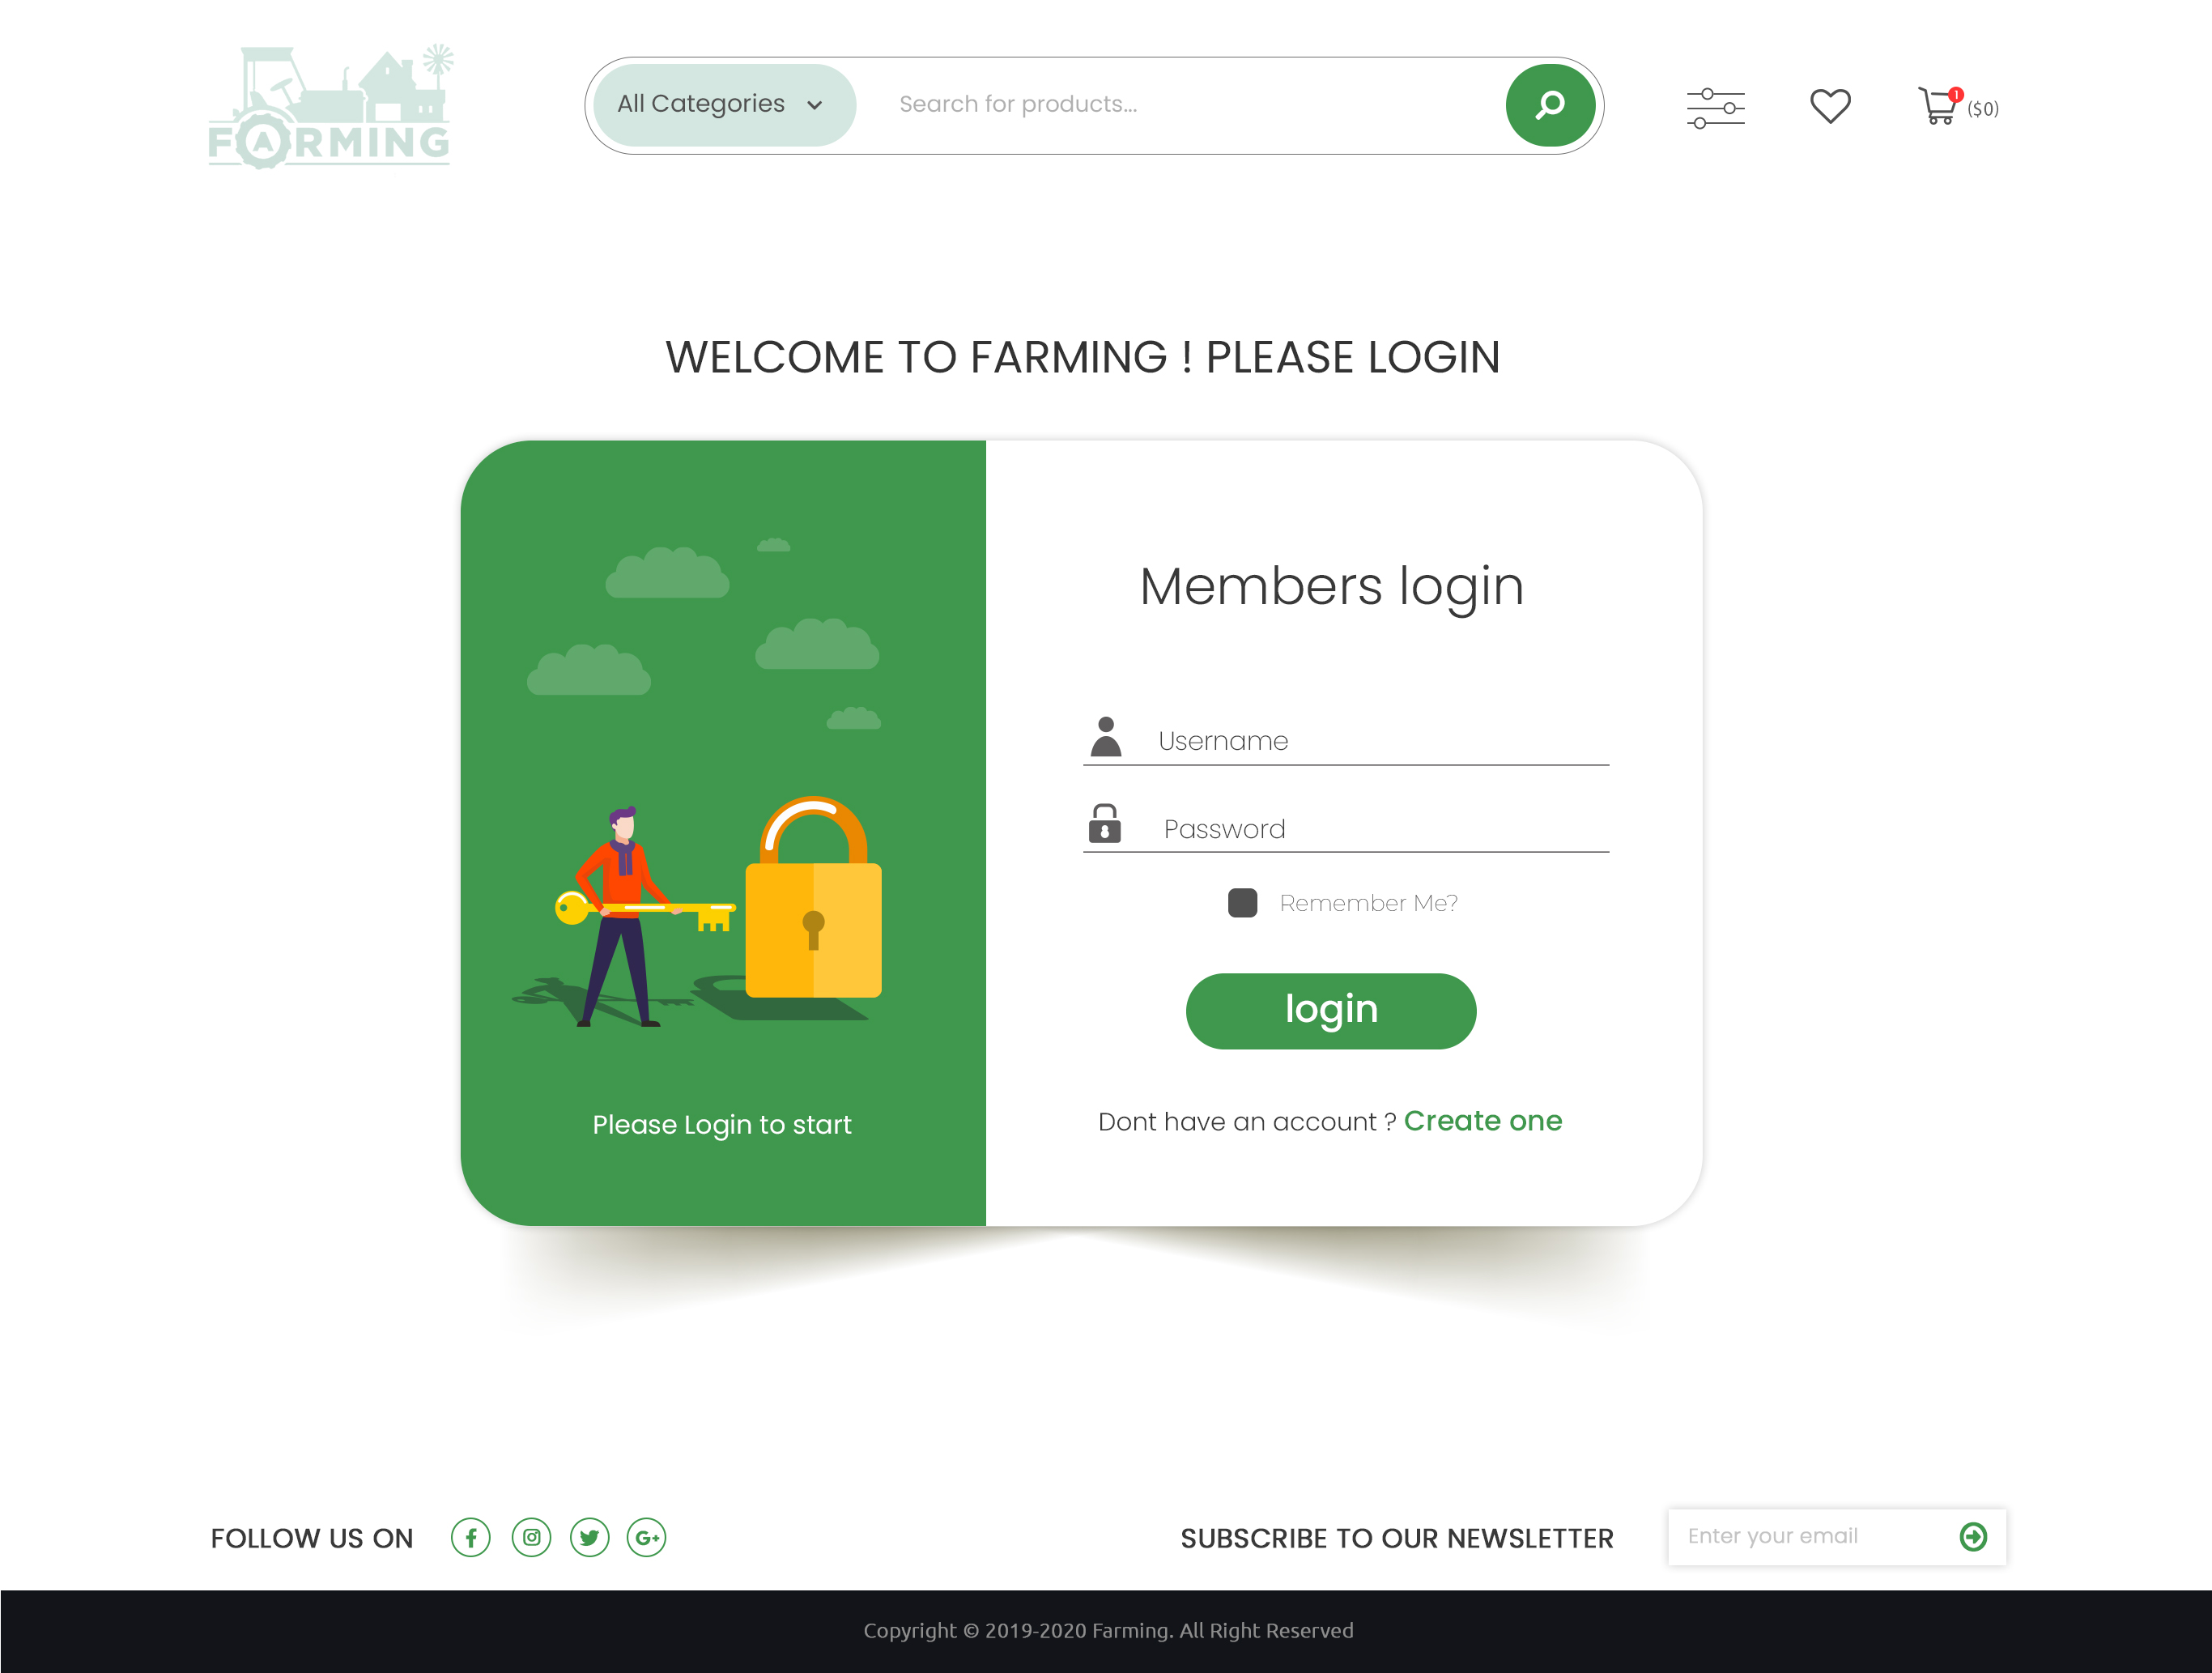 FARMING
All Categories
Search for products...
1
($0)
WELCOME TO FARMING ! PLEASE LOGIN
Members login
Username
Password
Remember Me?
login
Please Login to start
Dont have an account ? Create one
FOLLOW US ON
f
G+
SUBSCRIBE TO OUR NEWSLETTER
Enter your email
Copyright © 2019-2020 Farming. All Right Reserved